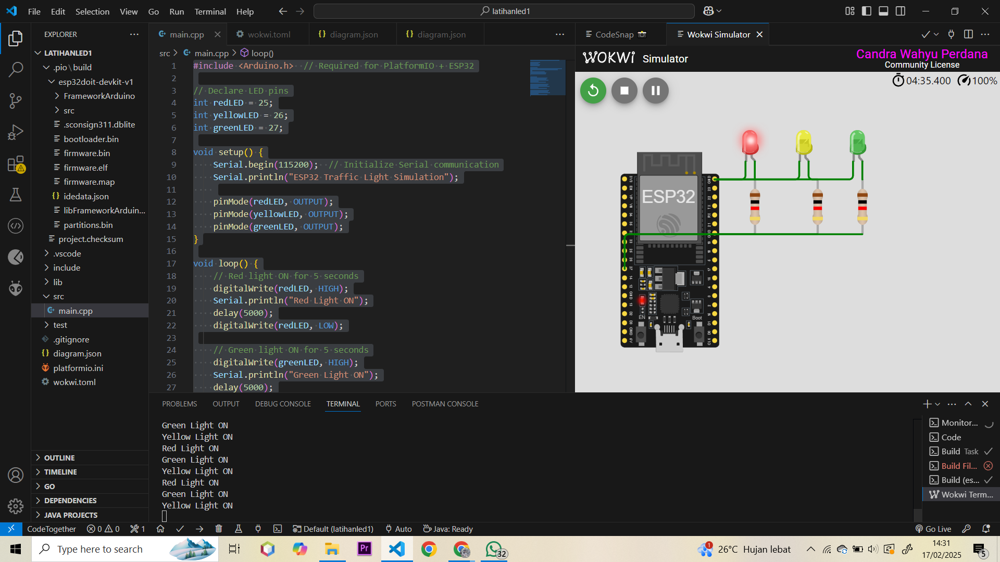 File Edit Selection View Go Run Terminal Help
latihanled1
EXPLORER
LATIHANLED1
.pio\build
esp32doit-devkit-v1
FrameworkArduino
src
.sconsign311.dblite
bootloader.bin
firmware.bin
firmware.elf
firmware.map
idedata.json
libFrameworkArduin...
partitions.bin
project.checksum
.vscode
include
lib
src
main.cpp
test
.gitignore
diagram.json
platformio.ini
wokwi.toml
OUTLINE
TIMELINE
GO
DEPENDENCIES
JAVA PROJECTS
main.cpp wokwi.toml diagram.json diagram.json
src > main.cpp > loop()
1 #include <Arduino.h>  // Required for PlatformIO + ESP32
2
3 // Declare LED pins
4 int redLED = 25;
5 int yellowLED = 26;
6 int greenLED = 27;
7
8 void setup() {
9     Serial.begin(115200);  // Initialize Serial communication
10     Serial.println("ESP32 Traffic Light Simulation");
11
12     pinMode(redLED, OUTPUT);
13     pinMode(yellowLED, OUTPUT);
14     pinMode(greenLED, OUTPUT);
15 }
16
17 void loop() {
18     // Red light ON for 5 seconds
19     digitalWrite(redLED, HIGH);
20     Serial.println("Red Light ON");
21     delay(5000);
22     digitalWrite(redLED, LOW);
23
24     // Green light ON for 5 seconds
25     digitalWrite(greenLED, HIGH);
26     Serial.println("Green Light ON");
27     delay(5000);
CodeSnap Wokwi Simulator
WOKWI Simulator
Candra Wahyu Perdana
Community License
04:35.400 100%
ESP32
EN Boot
PROBLEMS OUTPUT DEBUG CONSOLE TERMINAL PORTS POSTMAN CONSOLE
Green Light ON
Yellow Light ON
Red Light ON
Green Light ON
Yellow Light ON
Red Light ON
Green Light ON
Yellow Light ON
Monitor...
Code
Build Task
Build Fil...
Build (es...
Wokwi Term...
CodeTogether 0 0 1 Default (latihanled1) Auto Java: Ready Go Live
Type here to search
Pr
32
1
26°C Hujan lebat
14:31
17/02/2025
5